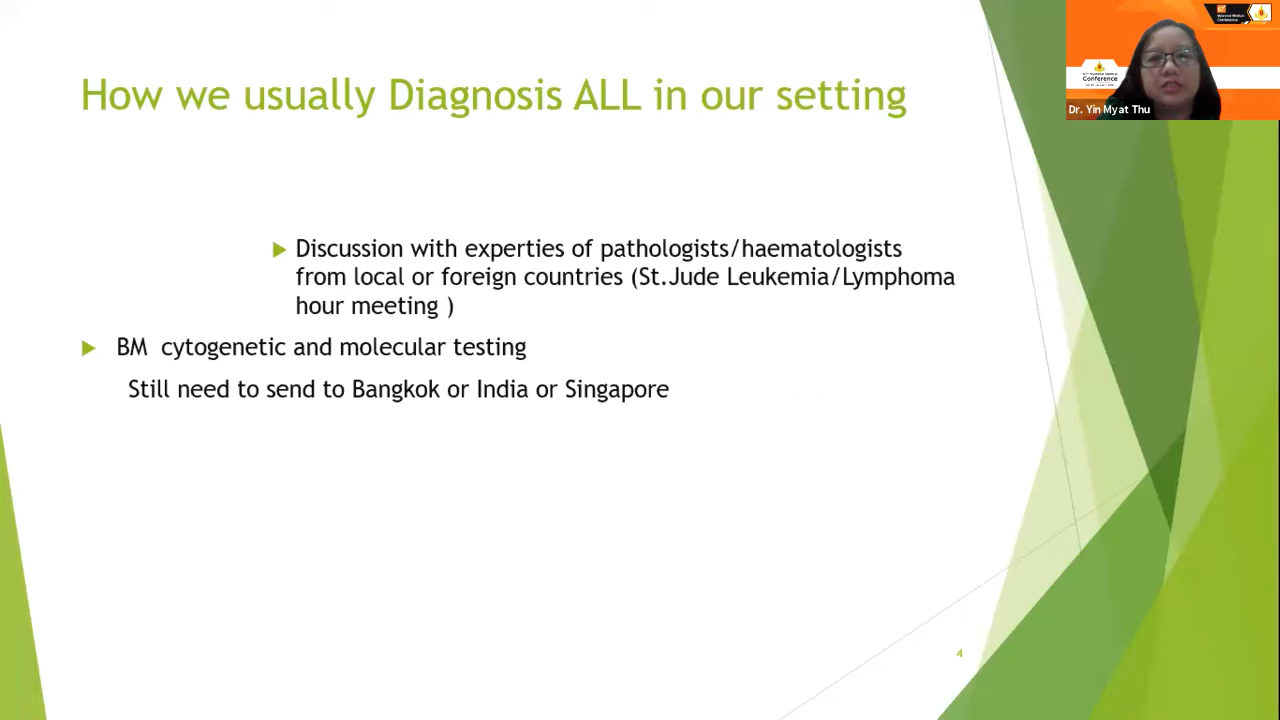 How we usually Diagnosis ALL in our setting
Discussion with experties of pathologists/haematologists
from local or foreign countries (St.Jude Leukemia/Lymphoma
hour meeting )
BM cytogenetic and molecular testing
Still need to send to Bangkok or India or Singapore
4
Conference
Dr. Yin Myat Thu